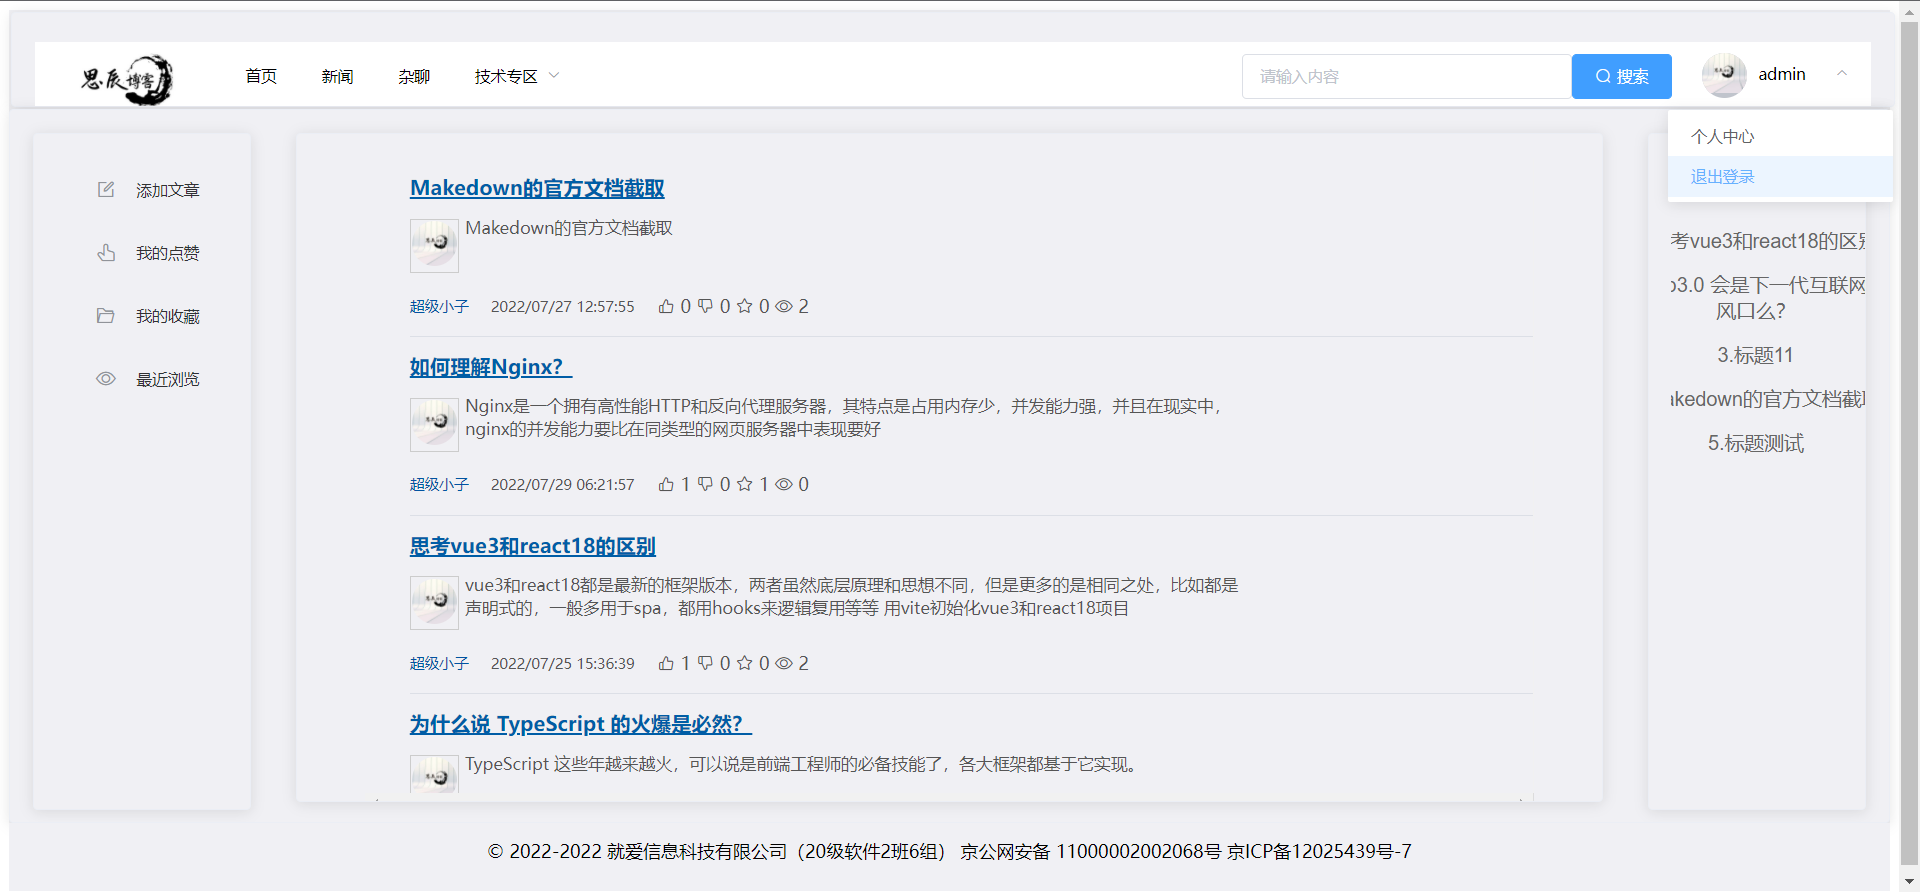 思辰博客
首页
新闻
杂聊
技术专区
请输入内容
搜索
admin
个人中心
退出登录
添加文章
我的点赞
我的收藏
最近浏览
Makedown的官方文档截取
Makedown的官方文档截取
超级小子 2022/07/27 12:57:55 0 0 0 2
如何理解Nginx？
Nginx是一个拥有高性能HTTP和反向代理服务器，其特点是占用内存少，并发能力强，并且在现实中，
nginx的并发能力要比在同类型的网页服务器中表现要好
超级小子 2022/07/29 06:21:57 1 0 1 0
思考vue3和react18的区别
vue3和react18都是最新的框架版本，两者虽然底层原理和思想不同，但是更多的是相同之处，比如都是
声明式的，一般多用于spa，都用hooks来逻辑复用等等 用vite初始化vue3和react18项目
超级小子 2022/07/25 15:36:39 1 0 0 2
为什么说 TypeScript 的火爆是必然？
TypeScript 这些年越来越火，可以说是前端工程师的必备技能了，各大框架都基于它实现。
考vue3和react18的区别
3.0 会是下一代互联网
风口么？
3.标题11
kedown的官方文档截取
5.标题测试
© 2022-2022 就爱信息科技有限公司（20级软件2班6组） 京公网安备 11000002002068号 京ICP备12025439号-7